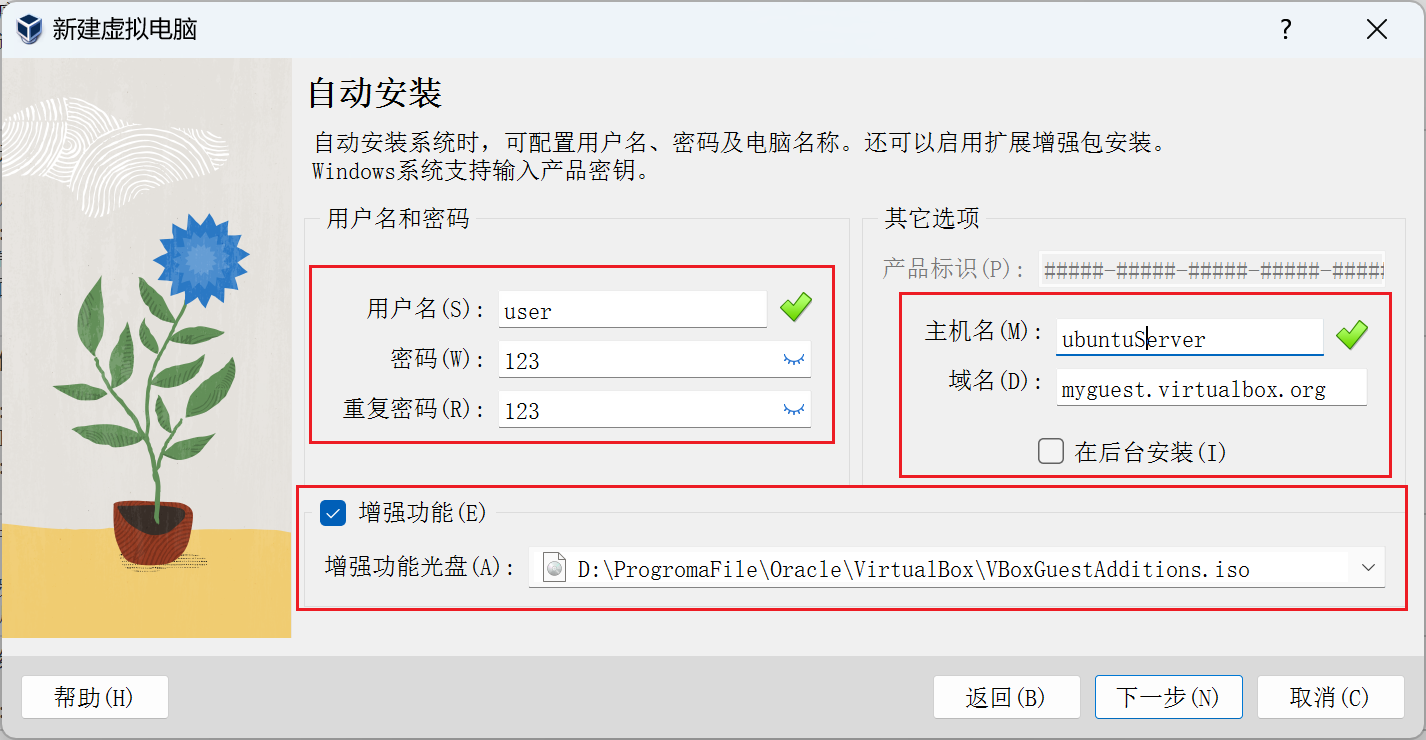 新建虚拟电脑
?
自动安装
自动安装系统时，可配置用户名、密码及电脑名称。还可以启用扩展增强包安装。
Windows系统支持输入产品密钥。
用户名和密码
用户名(S):
user
密码(W):
123
重复密码(R):
123
其它选项
产品标识(P):
#####-#####-#####-#####-#####
主机名(M):
ubuntuServer
域名(D):
myguest.virtualbox.org
在后台安装(I)
增强功能(E)
增强功能光盘(A):
D:\ProgromaFile\Oracle\VirtualBox\VBoxGuestAdditions.iso
帮助(H)
返回(B)
下一步(N)
取消(C)